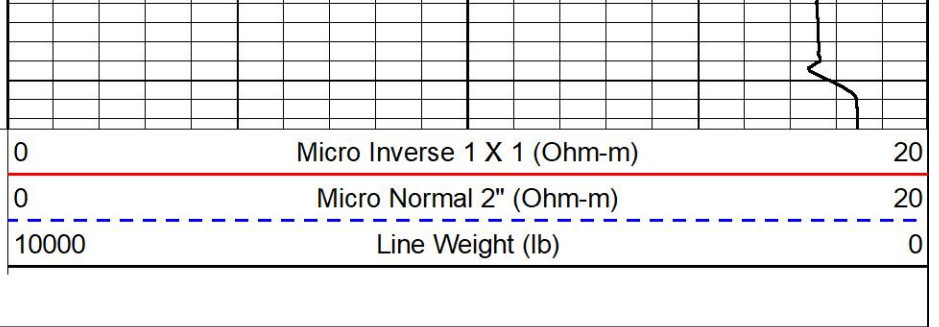 0 Micro Inverse 1 X 1 (Ohm-m) 20
0 Micro Normal 2" (Ohm-m) 20
10000 Line Weight (lb) 0